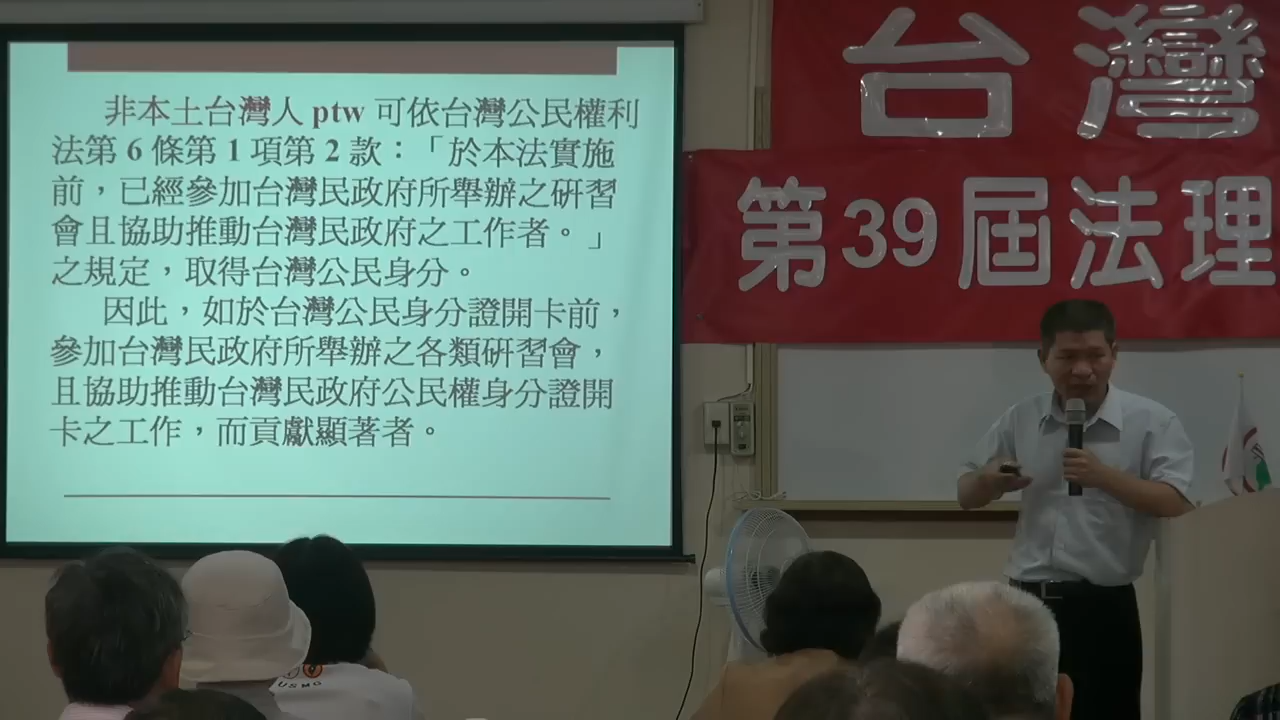 非本土台灣人 ptw 可依台灣公民權利
法第 6 條第 1 項第 2 款：「於本法實施
前，已經參加台灣民政府所舉辦之研習
會且協助推動台灣民政府之工作者。」
之規定，取得台灣公民身分。
因此，如於台灣公民身分證開卡前，
參加台灣民政府所舉辦之各類研習會，
且協助推動台灣民政府公民權身分證開
卡之工作，而貢獻顯著者。
台灣
第39屆法理
USMG